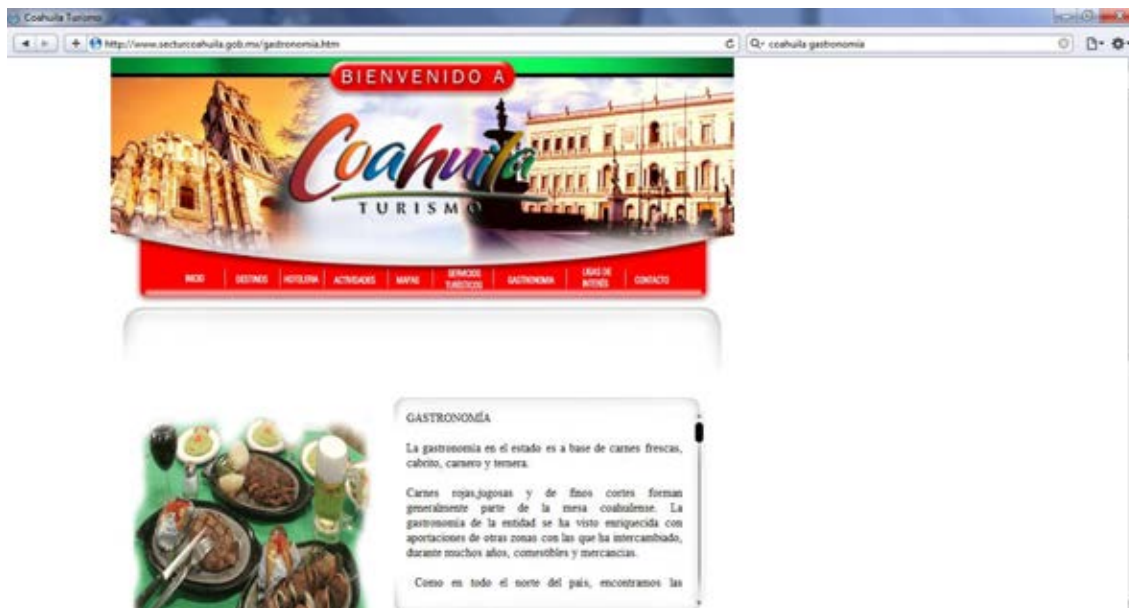 Coahuila Turismo
http://www.secturcoahuila.gob.mx/gastronomia.htm
coahuila gastronomia
BIENVENIDO A
Coahuila
TURISMO
INICIO DESTINOS HOTELERIA ACTIVIDADES MAPAS SERVICIOS TURISTICOS GASTRONOMIA LIGAS DE INTERÉS CONTACTO
GASTRONOMÍA
La gastronomía en el estado es a base de carnes frescas,
cabrito, carnero y ternera.
Carnes rojas,jugosas y de finos cortes forman
generalmente parte de la mesa coahuilense. La
gastronomía de la entidad se ha visto enriquecida con
aportaciones de otras zonas con las que ha intercambiado,
durante muchos años, comestibles y mercancías.
Como en todo el norte del país, encontramos las